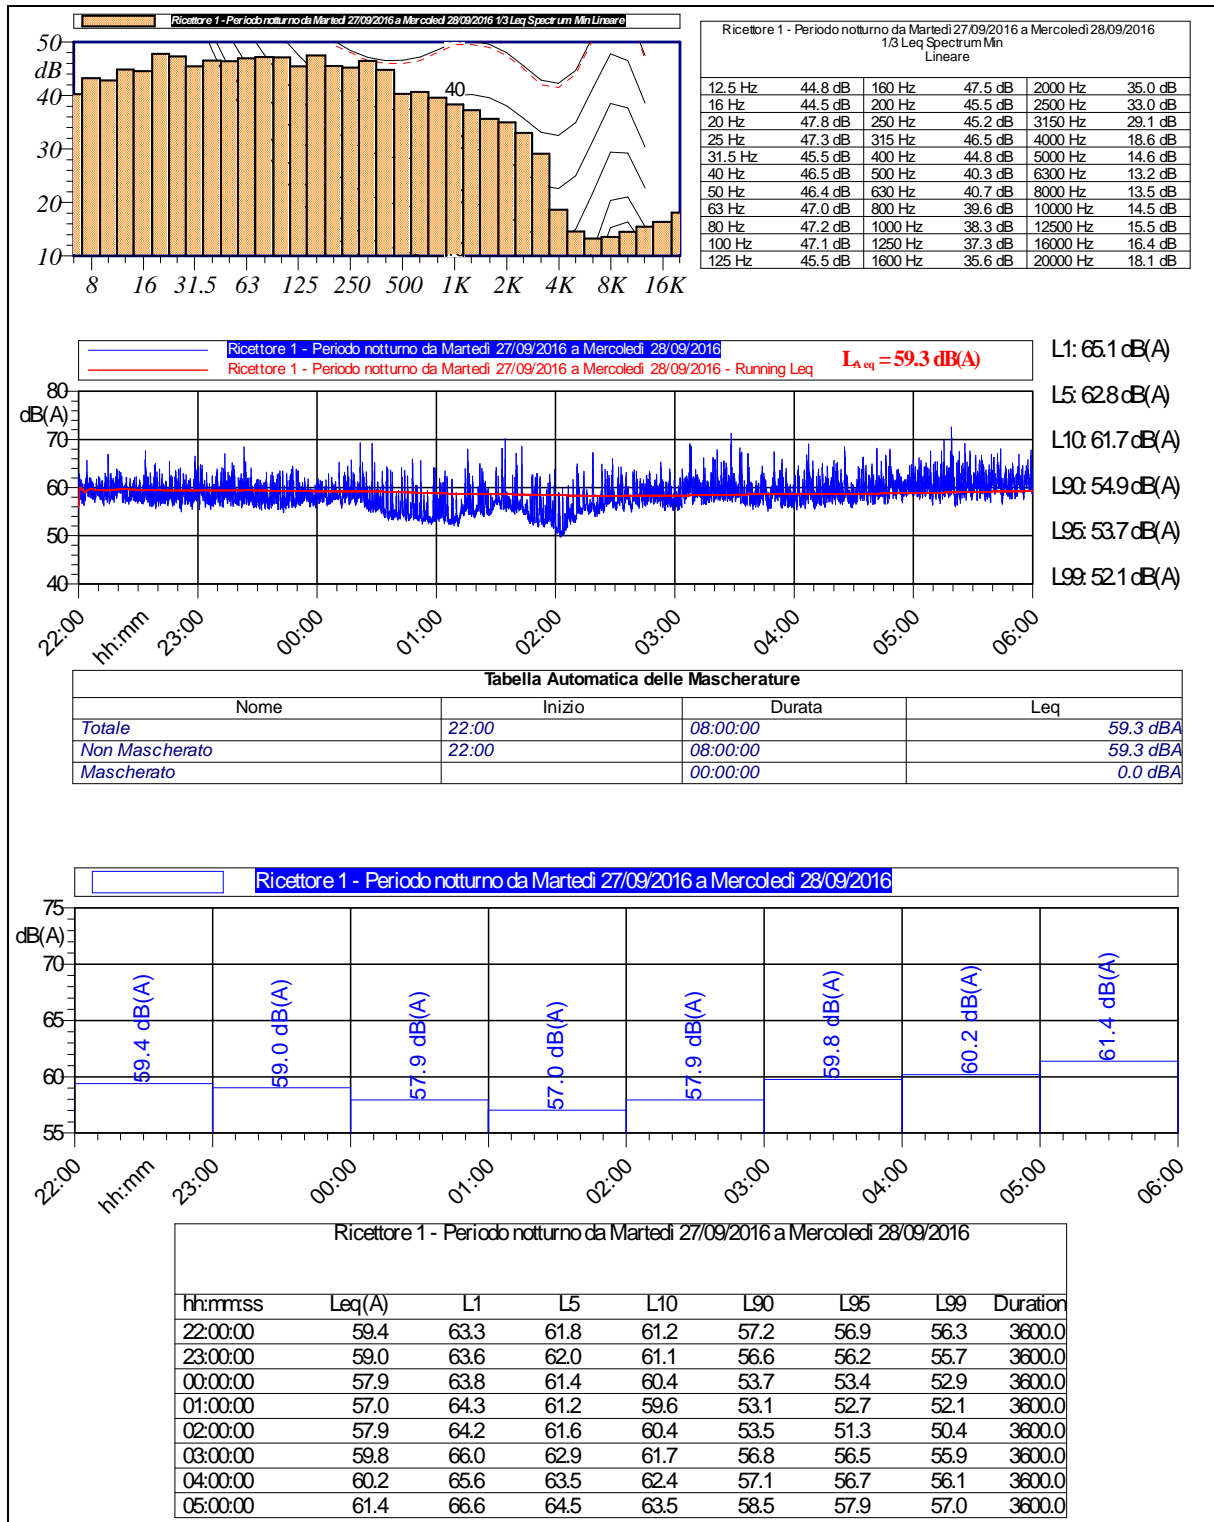 Ricettore 1 - Periodo notturno da Martedì 27/09/2016 a Mercoledì 28/09/2016 1/3 Leq Spectrum Min Lineare
50
dB
40
30
20
10
40
8 16 31.5 63 125 250 500 1K 2K 4K 8K 16K
Ricettore 1 - Periodo notturno da Martedì 27/09/2016 a Mercoledì 28/09/2016
1/3 Leq Spectrum Min
Lineare
12.5 Hz 44.8 dB 160 Hz 47.5 dB 2000 Hz 35.0 dB
16 Hz 44.5 dB 200 Hz 45.5 dB 2500 Hz 33.0 dB
20 Hz 47.8 dB 250 Hz 45.2 dB 3150 Hz 29.1 dB
25 Hz 47.3 dB 315 Hz 46.5 dB 4000 Hz 18.6 dB
31.5 Hz 45.5 dB 400 Hz 44.8 dB 5000 Hz 14.6 dB
40 Hz 46.5 dB 500 Hz 40.3 dB 6300 Hz 13.2 dB
50 Hz 46.4 dB 630 Hz 40.7 dB 8000 Hz 13.5 dB
63 Hz 47.0 dB 800 Hz 39.6 dB 10000 Hz 14.5 dB
80 Hz 47.2 dB 1000 Hz 38.3 dB 12500 Hz 15.5 dB
100 Hz 47.1 dB 1250 Hz 37.3 dB 16000 Hz 16.4 dB
125 Hz 45.5 dB 1600 Hz 35.6 dB 20000 Hz 18.1 dB
Ricettore 1 - Periodo notturno da Martedì 27/09/2016 a Mercoledì 28/09/2016
Ricettore 1 - Periodo notturno da Martedì 27/09/2016 a Mercoledì 28/09/2016 - Running Leq
LA eq = 59.3 dB(A)
80
dB(A)
70
60
50
40
22:00 hh:mm 23:00 00:00 01:00 02:00 03:00 04:00 05:00 06:00
L1: 65.1 dB(A)
L5: 62.8 dB(A)
L10: 61.7 dB(A)
L90: 54.9 dB(A)
L95: 53.7 dB(A)
L99: 52.1 dB(A)
Tabella Automatica delle Mascherature
Nome Inizio Durata Leq
Totale 22:00 08:00:00 59.3 dBA
Non Mascherato 22:00 08:00:00 59.3 dBA
Mascherato 00:00:00 0.0 dBA
Ricettore 1 - Periodo notturno da Martedì 27/09/2016 a Mercoledì 28/09/2016
75
dB(A)
70
65
60
55
59.4 dB(A)
59.0 dB(A)
57.9 dB(A)
57.0 dB(A)
57.9 dB(A)
59.8 dB(A)
60.2 dB(A)
61.4 dB(A)
22:00 hh:mm 23:00 00:00 01:00 02:00 03:00 04:00 05:00 06:00
Ricettore 1 - Periodo notturno da Martedì 27/09/2016 a Mercoledì 28/09/2016
hh:mm:ss Leq(A) L1 L5 L10 L90 L95 L99 Duration
22:00:00 59.4 63.3 61.8 61.2 57.2 56.9 56.3 3600.0
23:00:00 59.0 63.6 62.0 61.1 56.6 56.2 55.7 3600.0
00:00:00 57.9 63.8 61.4 60.4 53.7 53.4 52.9 3600.0
01:00:00 57.0 64.3 61.2 59.6 53.1 52.7 52.1 3600.0
02:00:00 57.9 64.2 61.6 60.4 53.5 51.3 50.4 3600.0
03:00:00 59.8 66.0 62.9 61.7 56.8 56.5 55.9 3600.0
04:00:00 60.2 65.6 63.5 62.4 57.1 56.7 56.1 3600.0
05:00:00 61.4 66.6 64.5 63.5 58.5 57.9 57.0 3600.0